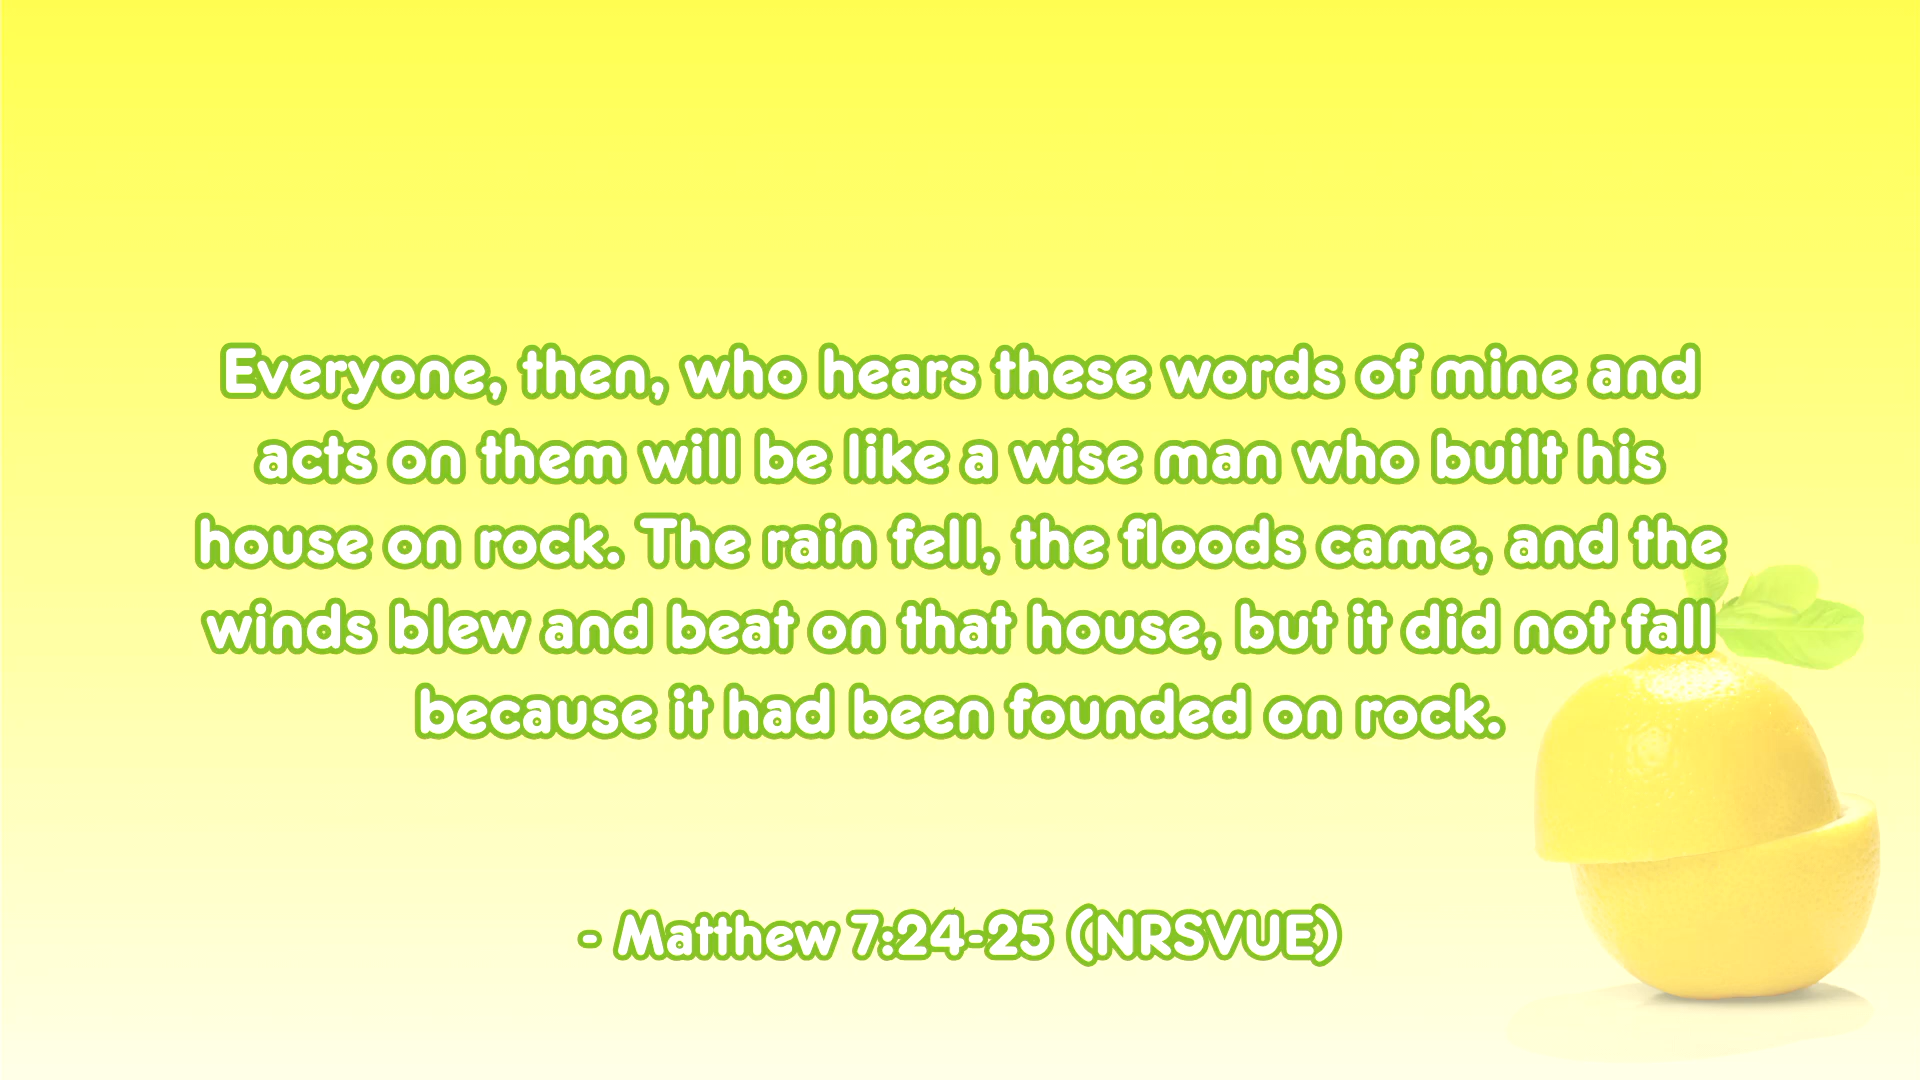 Everyone, then, who hears these words of mine and
acts on them will be like a wise man who built his
house on rock. The rain fell, the floods came, and the
winds blew and beat on that house, but it did not fall
because it had been founded on rock.
- Matthew 7:24-25 (NRSVUE)